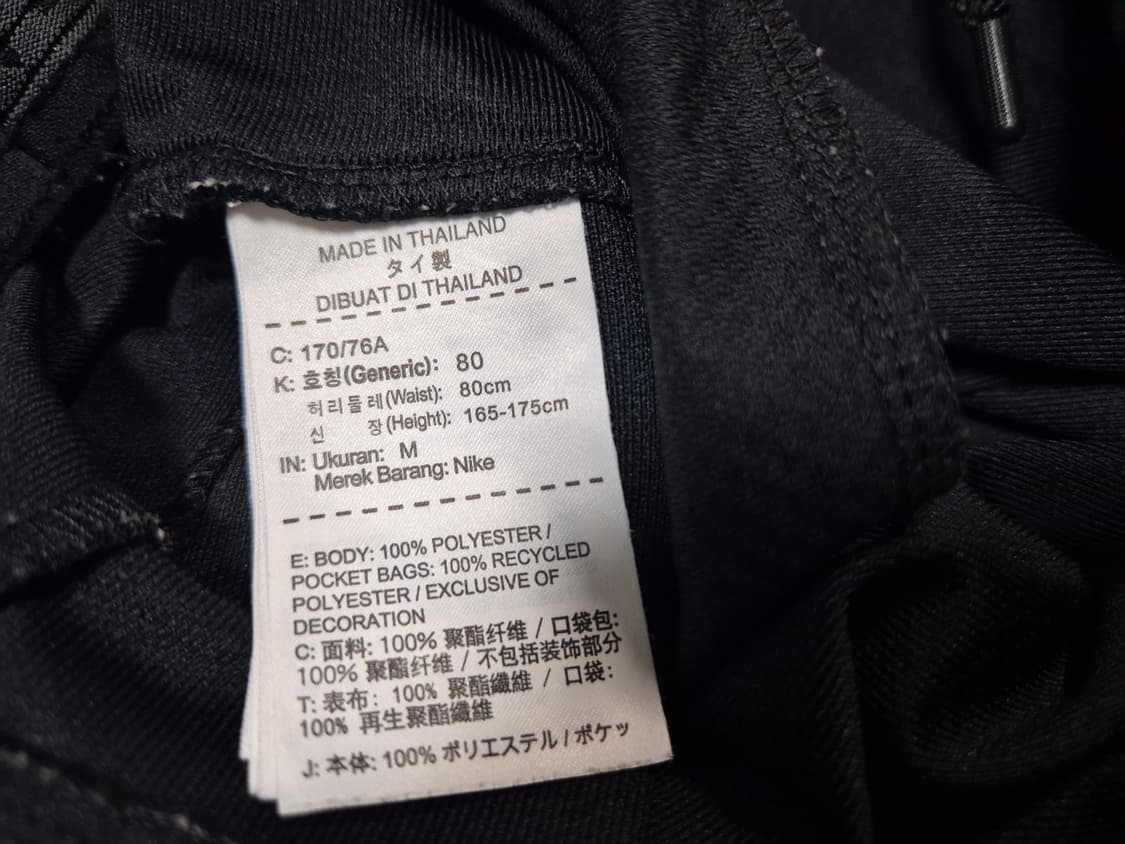 MADE IN THAILAND
タイ製
DIBUAT DI THAILAND
C: 170/76A
K: 호칭(Generic): 80
허리둘레(Waist): 80cm
신 장(Height): 165-175cm
IN: Ukuran: M
Merek Barang: Nike
E: BODY: 100% POLYESTER /
POCKET BAGS: 100% RECYCLED
POLYESTER / EXCLUSIVE OF
DECORATION
C: 面料: 100% 聚酯纤维 / 口袋包:
100% 聚酯纤维 / 不包括装饰部分
T: 表布: 100% 聚酯纖維 / 口袋:
100% 再生聚酯纖維
J: 本体: 100% ポリエステル / ポケッ